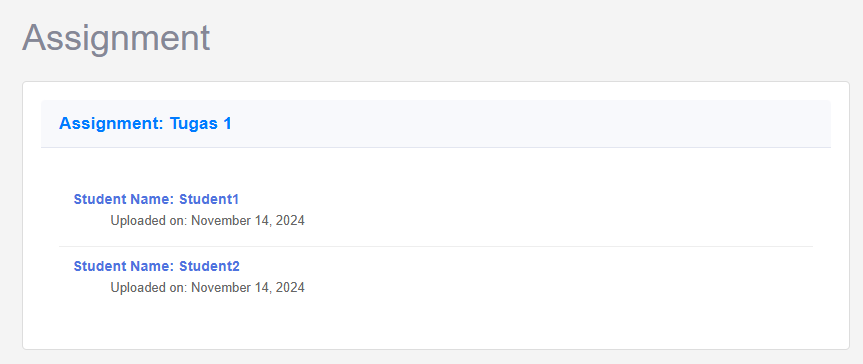 Assignment
Assignment: Tugas 1
Student Name: Student1
Uploaded on: November 14, 2024
Student Name: Student2
Uploaded on: November 14, 2024